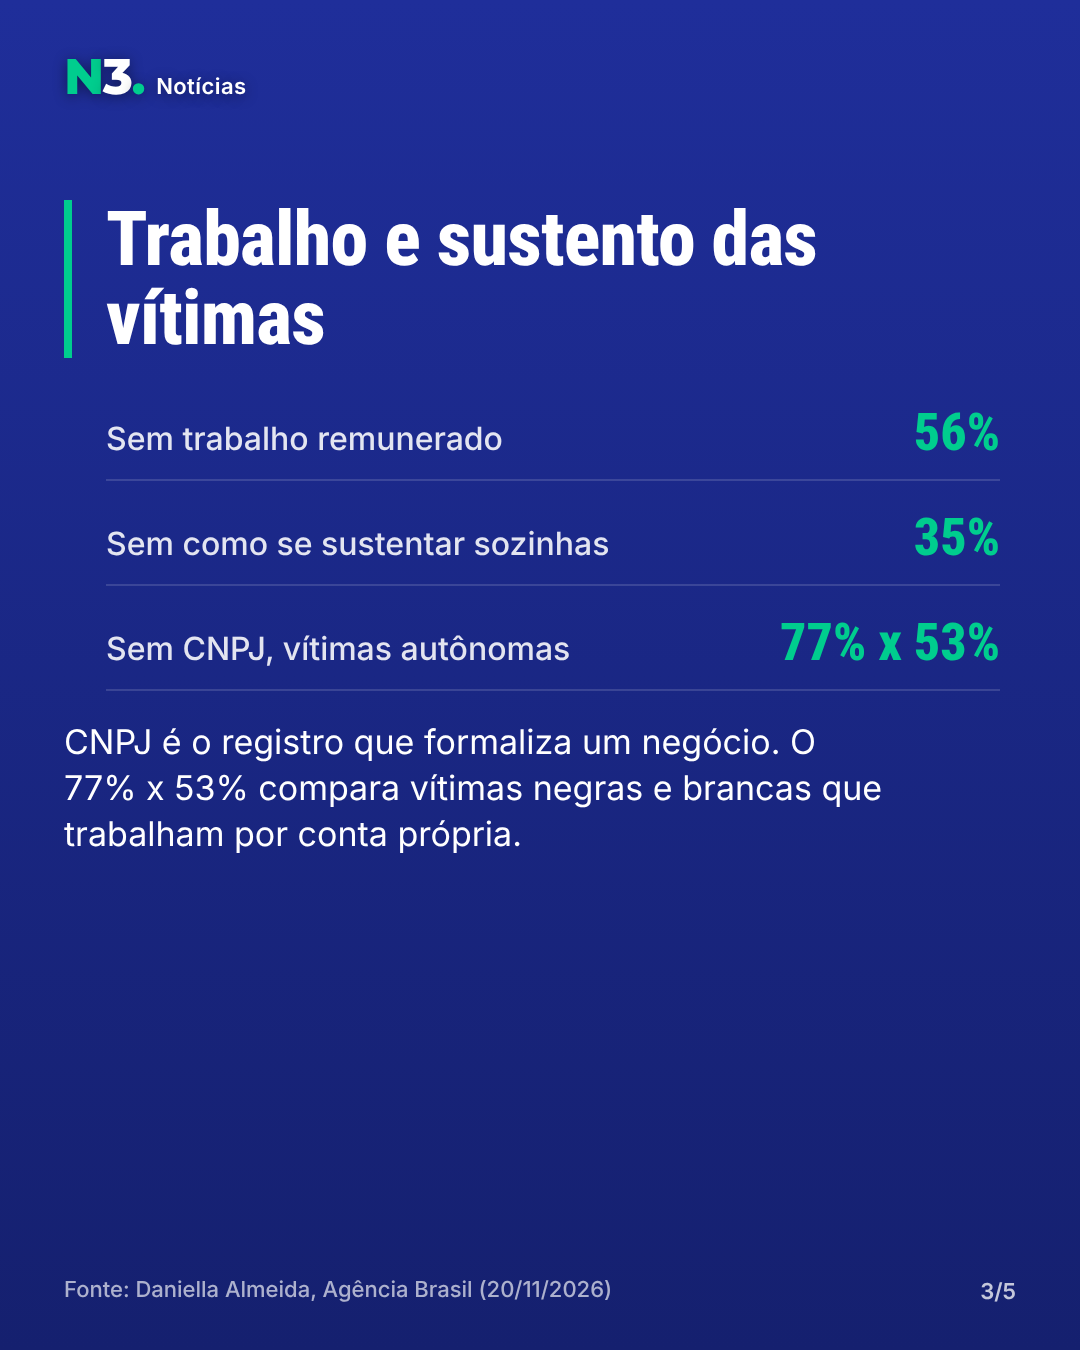 N3. Notícias
Trabalho e sustento das
vítimas
Sem trabalho remunerado 56%
Sem como se sustentar sozinhas 35%
Sem CNPJ, vítimas autônomas 77% x 53%
CNPJ é o registro que formaliza um negócio. O
77% x 53% compara vítimas negras e brancas que
trabalham por conta própria.
Fonte: Daniella Almeida, Agência Brasil (20/11/2026) 3/5